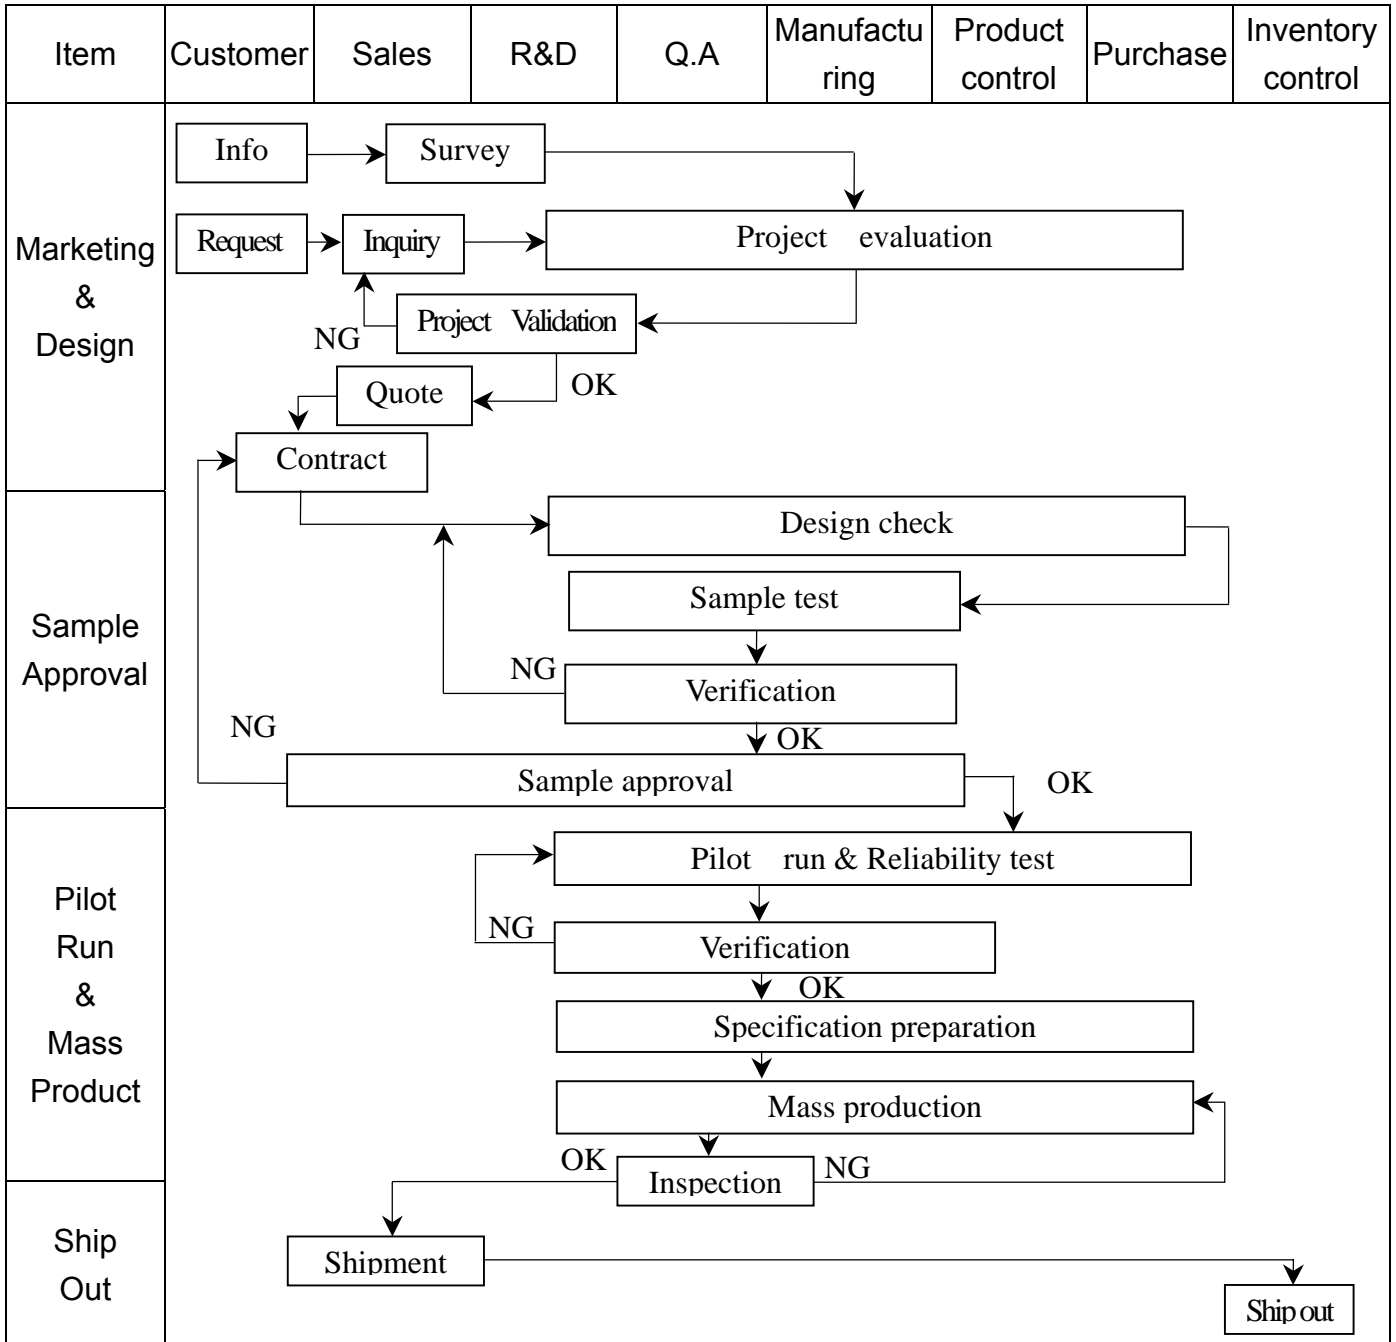 Item
Customer
Sales
R&D
Q.A
Manufactu
ring
Product
control
Purchase
Inventory
control
Marketing
&
Design
Info
Survey
Request
Inquiry
Project evaluation
NG
Project Validation
Quote
OK
Contract
Sample
Approval
Design check
Sample test
NG
Verification
NG
OK
Sample approval
OK
Pilot
Run
&
Mass
Product
Pilot run & Reliability test
NG
Verification
OK
Specification preparation
Mass production
OK
Inspection
NG
Ship
Out
Shipment
Ship out